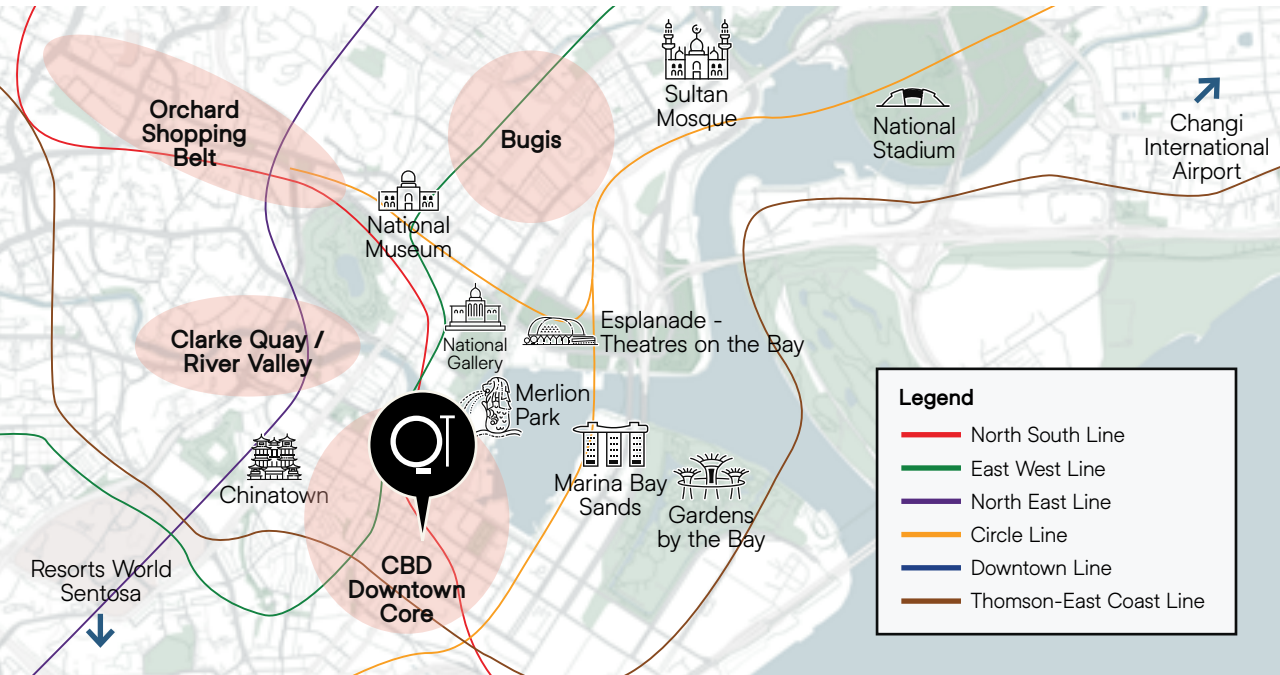 Orchard
Shopping
Belt
Bugis
Sultan
Mosque
National
Stadium
Changi
International
Airport
National
Museum
Clarke Quay /
River Valley
National
Gallery
Esplanade -
Theatres on the Bay
Merlion
Park
QT
Chinatown
Marina Bay
Sands
Gardens
by the Bay
Resorts World
Sentosa
CBD
Downtown
Core
Legend
North South Line
East West Line
North East Line
Circle Line
Downtown Line
Thomson-East Coast Line